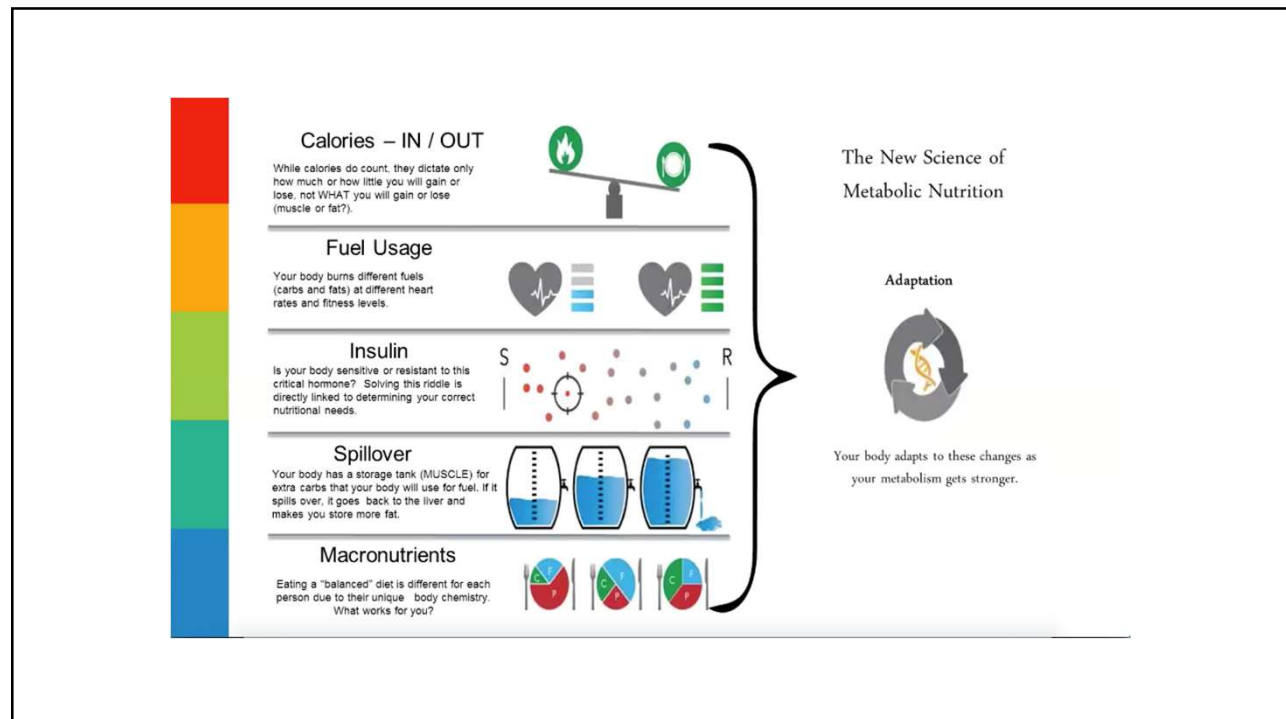 Calories – IN / OUT
While calories do count, they dictate only
how much or how little you will gain or
lose, not WHAT you will gain or lose
(muscle or fat?).
Fuel Usage
Your body burns different fuels
(carbs and fats) at different heart
rates and fitness levels.
Insulin
Is your body sensitive or resistant to this
critical hormone? Solving this riddle is
directly linked to determining your correct
nutritional needs.
S
R
Spillover
Your body has a storage tank (MUSCLE) for
extra carbs that your body will use for fuel. If it
spills over, it goes back to the liver and
makes you store more fat.
Macronutrients
Eating a "balanced" diet is different for each
person due to their unique body chemistry.
What works for you?
C F P
C F P
C F P
The New Science of
Metabolic Nutrition
Adaptation
Your body adapts to these changes as
your metabolism gets stronger.